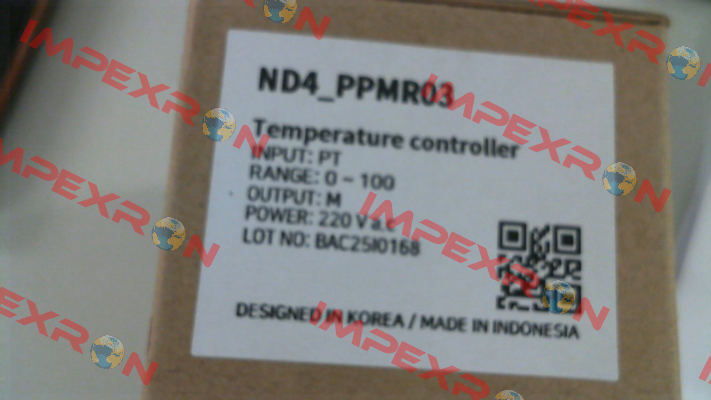 ND4_PPMR03
Temperature controller
INPUT: PT
RANGE: 0 ~ 100
OUTPUT: M
POWER: 220 V a.c
LOT NO: BAC25I0168
DESIGNED IN KOREA / MADE IN INDONESIA
IMPEXRON
IMPEXRON
IMPEXRON
IMPEXRON
IMPEXRON
IMPEXRON
IMPEXRON